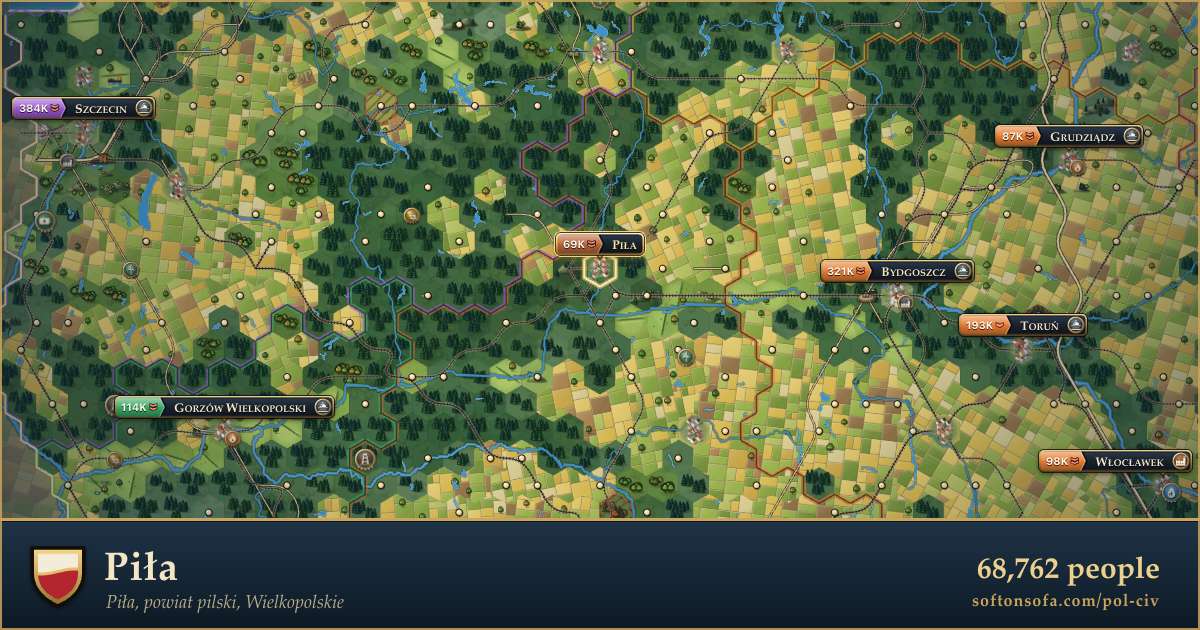 384K SZCZECIN
87K GRUDZIĄDZ
69K PIŁA
321K BYDGOSZCZ
193K TORUŃ
114K GORZÓW WIELKOPOLSKI
98K WŁOCŁAWEK
Piła
68,762 people
Piła, powiat pilski, Wielkopolskie
softonsofa.com/pol-civ